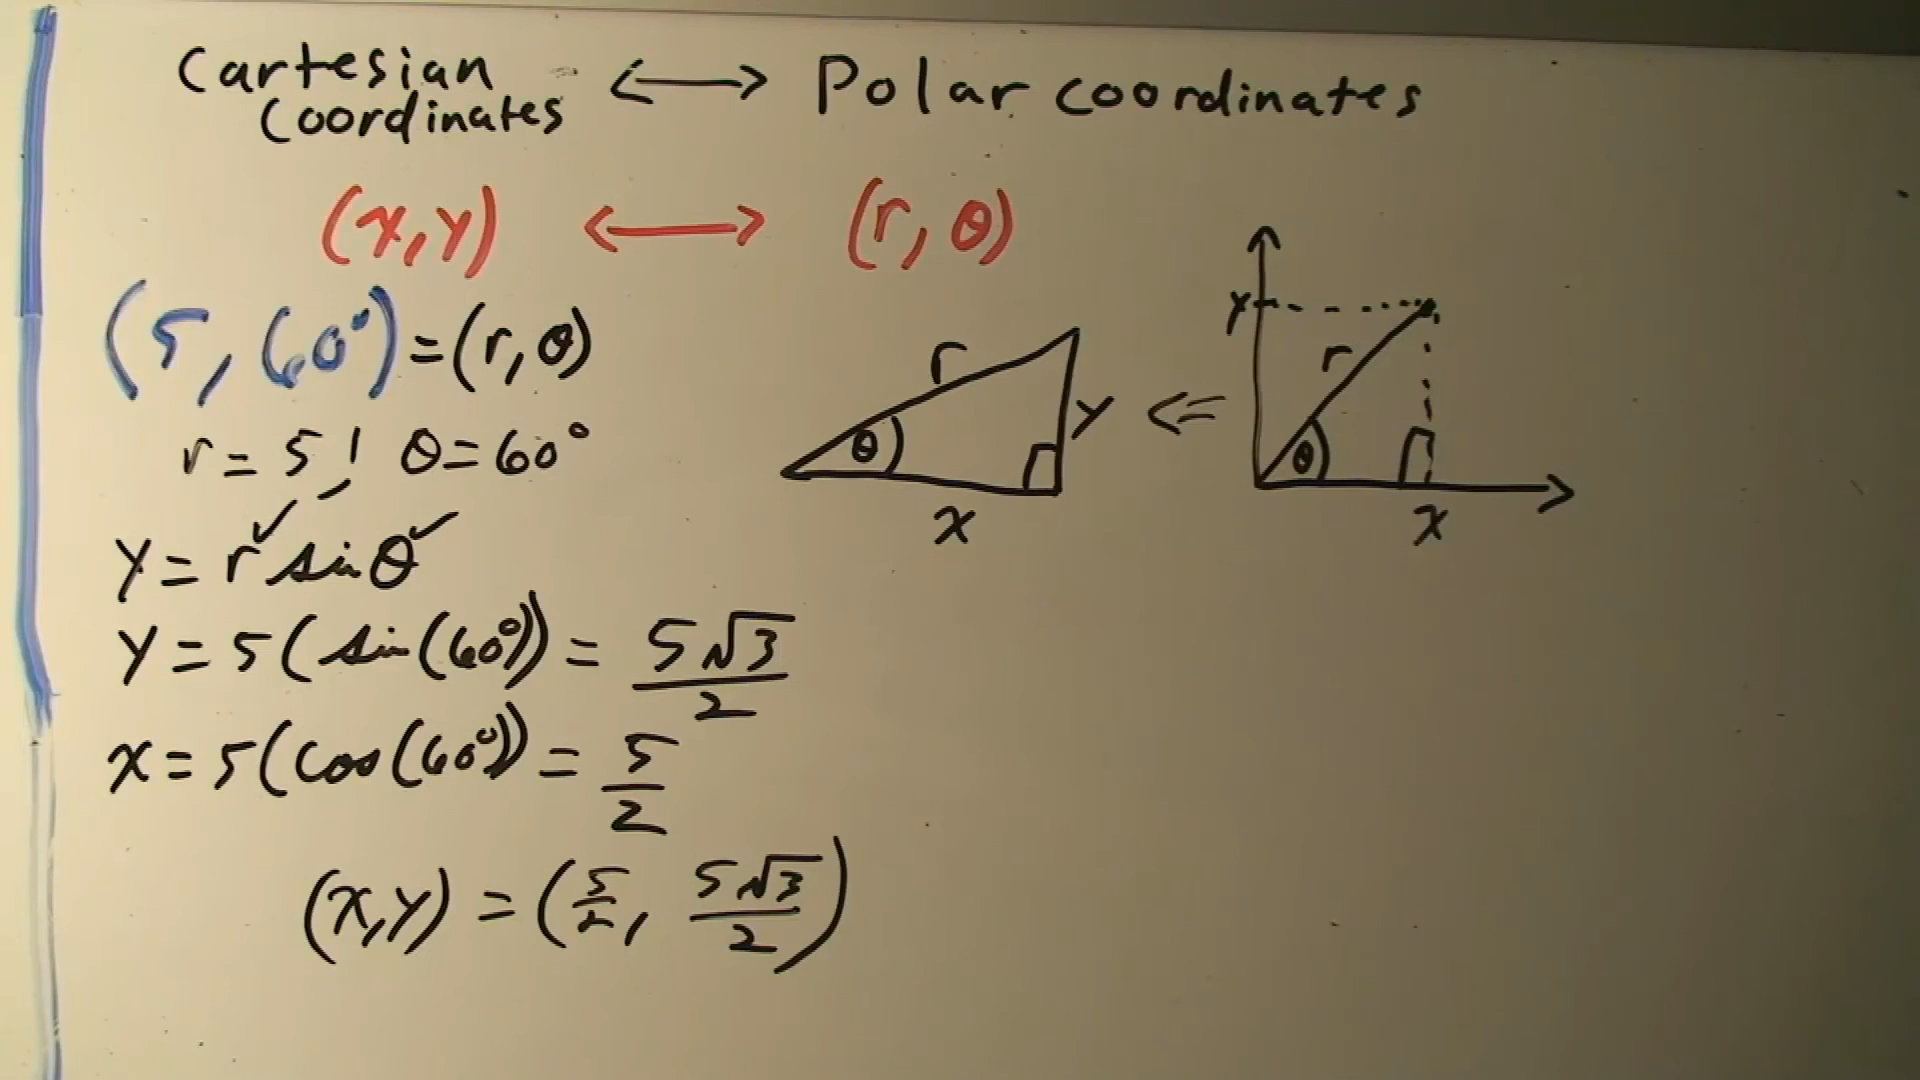 Cartesian Coordinates ↔ Polar coordinates
(x,y) ↔ (r, θ)
(5, 60°) = (r, θ)
r = 5, θ = 60°
y = r sin θ
y = 5(sin(60°)) = 5√3/2
x = 5(cos(60°)) = 5/2
(x,y) = (5/2, 5√3/2)
r
θ
y
x
⇐
y
r
θ
x